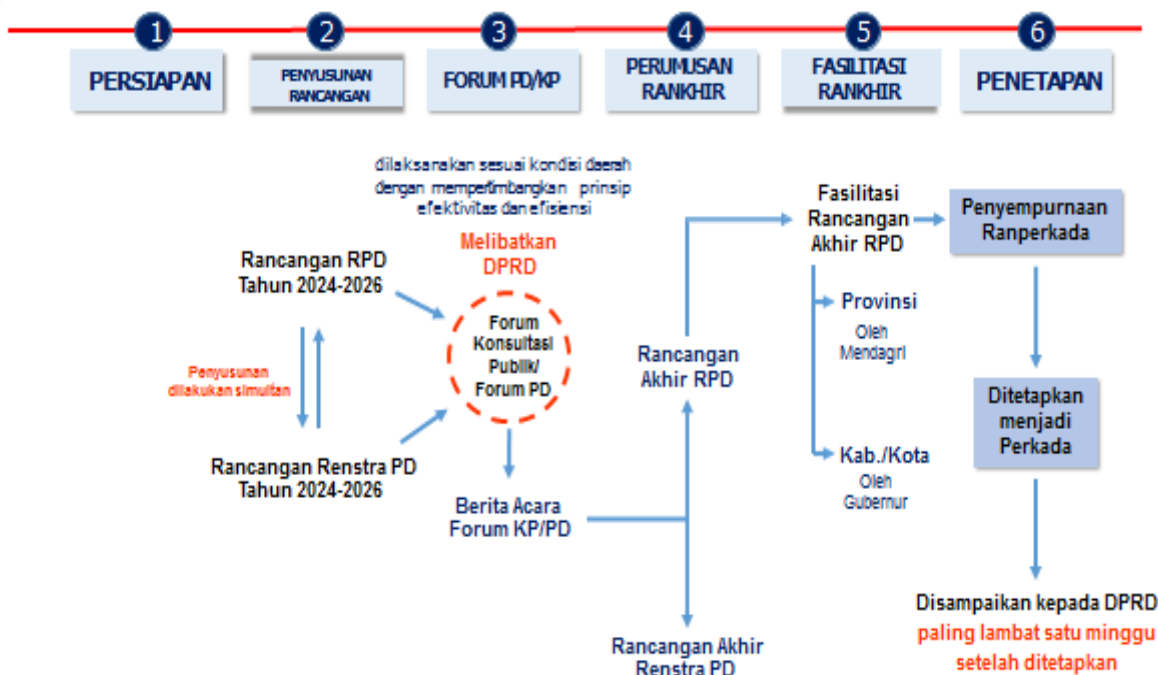 1
2
3
4
5
6
PERSIAPAN
PENYUSUNAN
RANCANGAN
FORUM PD/KP
PERUMUSAN
RANKHIR
FASILITASI
RANKHIR
PENETAPAN
dilaksanakan sesuai kondisi daerah
dengan mempertimbangkan prinsip
efektivitas dan efisiensi
Melibatkan
DPRD
Rancangan RPD
Tahun 2024-2026
Penyusunan
dilakukan simultan
Rancangan Renstra PD
Tahun 2024-2026
Forum
Konsultasi
Publik/
Forum PD
Berita Acara
Forum KP/PD
Rancangan
Akhir RPD
Rancangan Akhir
Renstra PD
Fasilitasi
Rancangan
Akhir RPD
Provinsi
Oleh
Mendagri
Kab./Kota
Oleh
Gubernur
Penyempurnaan
Ranperkada
Ditetapkan
menjadi
Perkada
Disampaikan kepada DPRD
paling lambat satu minggu
setelah ditetapkan